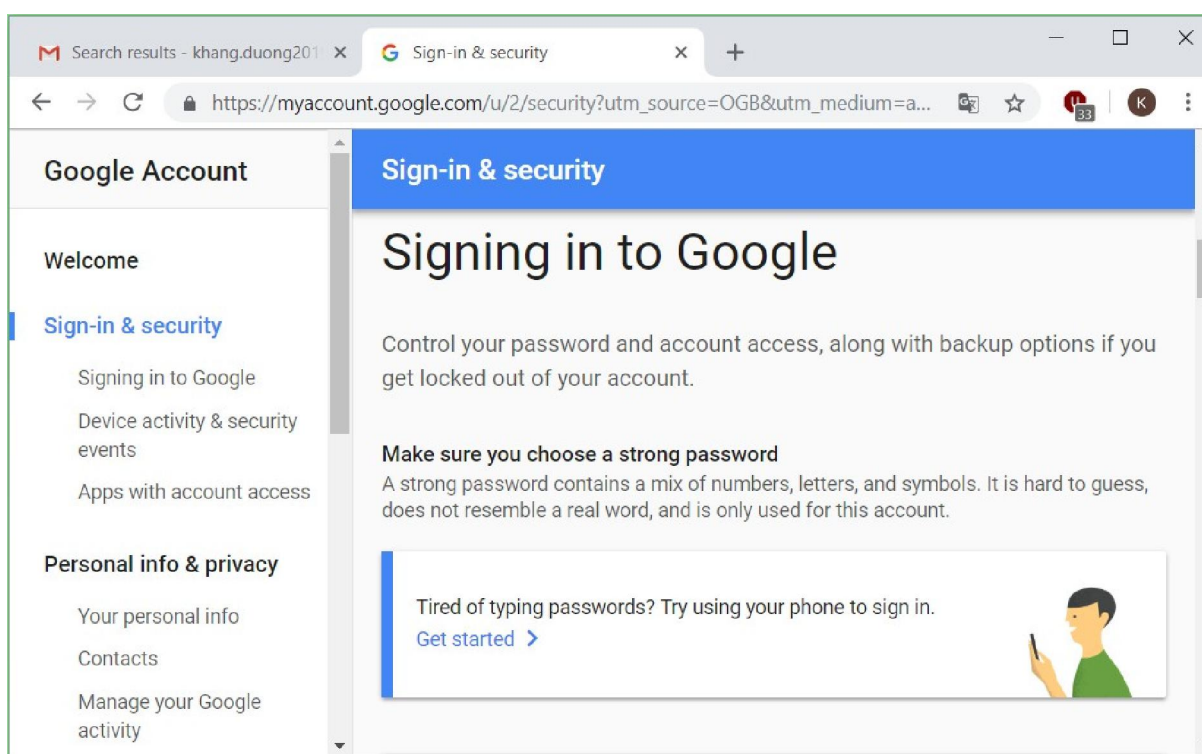 Search results - khang.duong201
Sign-in & security
https://myaccount.google.com/u/2/security?utm_source=OGB&utm_medium=a...
33
K
Google Account
Sign-in & security
Welcome
Sign-in & security
Signing in to Google
Device activity & security
events
Apps with account access
Personal info & privacy
Your personal info
Contacts
Manage your Google
activity
Signing in to Google
Control your password and account access, along with backup options if you
get locked out of your account.
Make sure you choose a strong password
A strong password contains a mix of numbers, letters, and symbols. It is hard to guess,
does not resemble a real word, and is only used for this account.
Tired of typing passwords? Try using your phone to sign in.
Get started